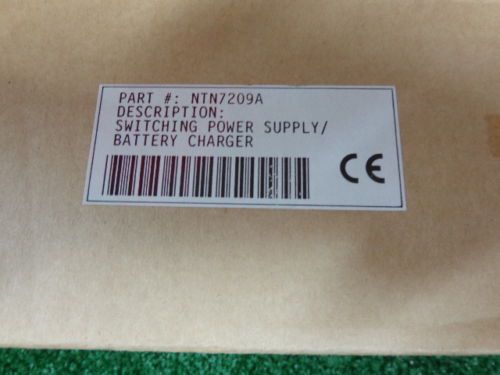 PART #: NTN7209A
DESCRIPTION:
SWITCHING POWER SUPPLY/
BATTERY CHARGER
CE